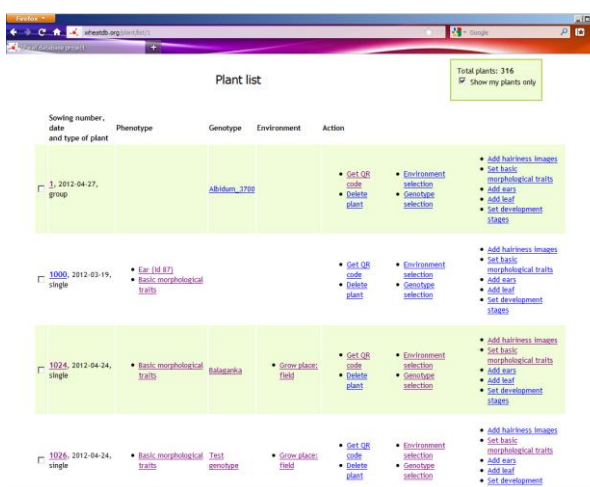 Firefox
wheatdb.org/plant/list/1
Google
Wheat database project
Plant list
Total plants: 316
Show my plants only
Sowing number,
date
and type of plant
Phenotype
Genotype
Environment
Action
1, 2012-04-27,
group
Albidum_3700
Get QR
code
Delete
plant
Environment
selection
Genotype
selection
Add hairiness images
Set basic
morphological traits
Add ears
Add leaf
Set development
stages
1000, 2012-03-19,
single
Ear (id 87)
Basic morphological
traits
Get QR
code
Delete
plant
Environment
selection
Genotype
selection
Add hairiness images
Set basic
morphological traits
Add ears
Add leaf
Set development
stages
1024, 2012-04-24,
single
Basic morphological
traits
Balaganka
Grow place:
field
Get QR
code
Delete
plant
Environment
selection
Genotype
selection
Add hairiness images
Set basic
morphological traits
Add ears
Add leaf
Set development
stages
1026, 2012-04-24,
single
Basic morphological
traits
Test
genotype
Grow place:
field
Get QR
code
Delete
plant
Environment
selection
Genotype
selection
Add hairiness images
Set basic
morphological traits
Add ears
Add leaf
Set development